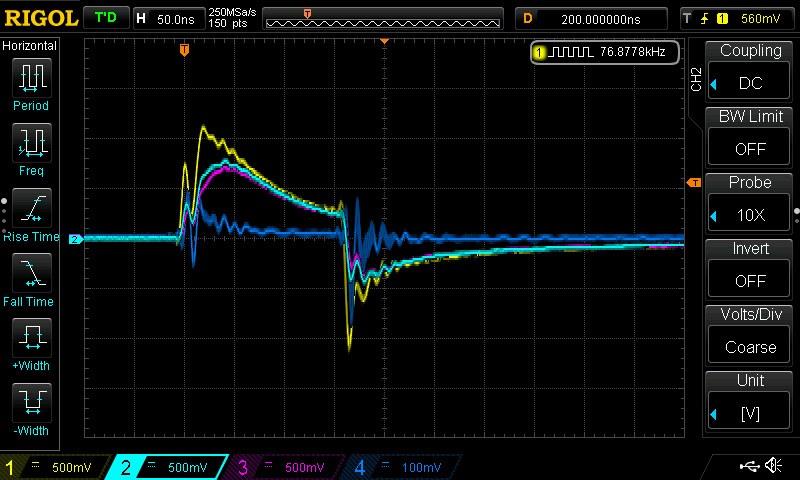 RIGOL T'D H 50.0ns 250MSa/s 150 pts T D 200.000000ns T 1 560mV
Horizontal
Period
Freq
Rise Time
Fall Time
+Width
-Width
T
1 76.8778kHz
2
T
CH2
Coupling
DC
BW Limit
OFF
Probe
10X
Invert
OFF
Volts/Div
Coarse
Unit
[V]
1 500mV 2 500mV 3 500mV 4 100mV